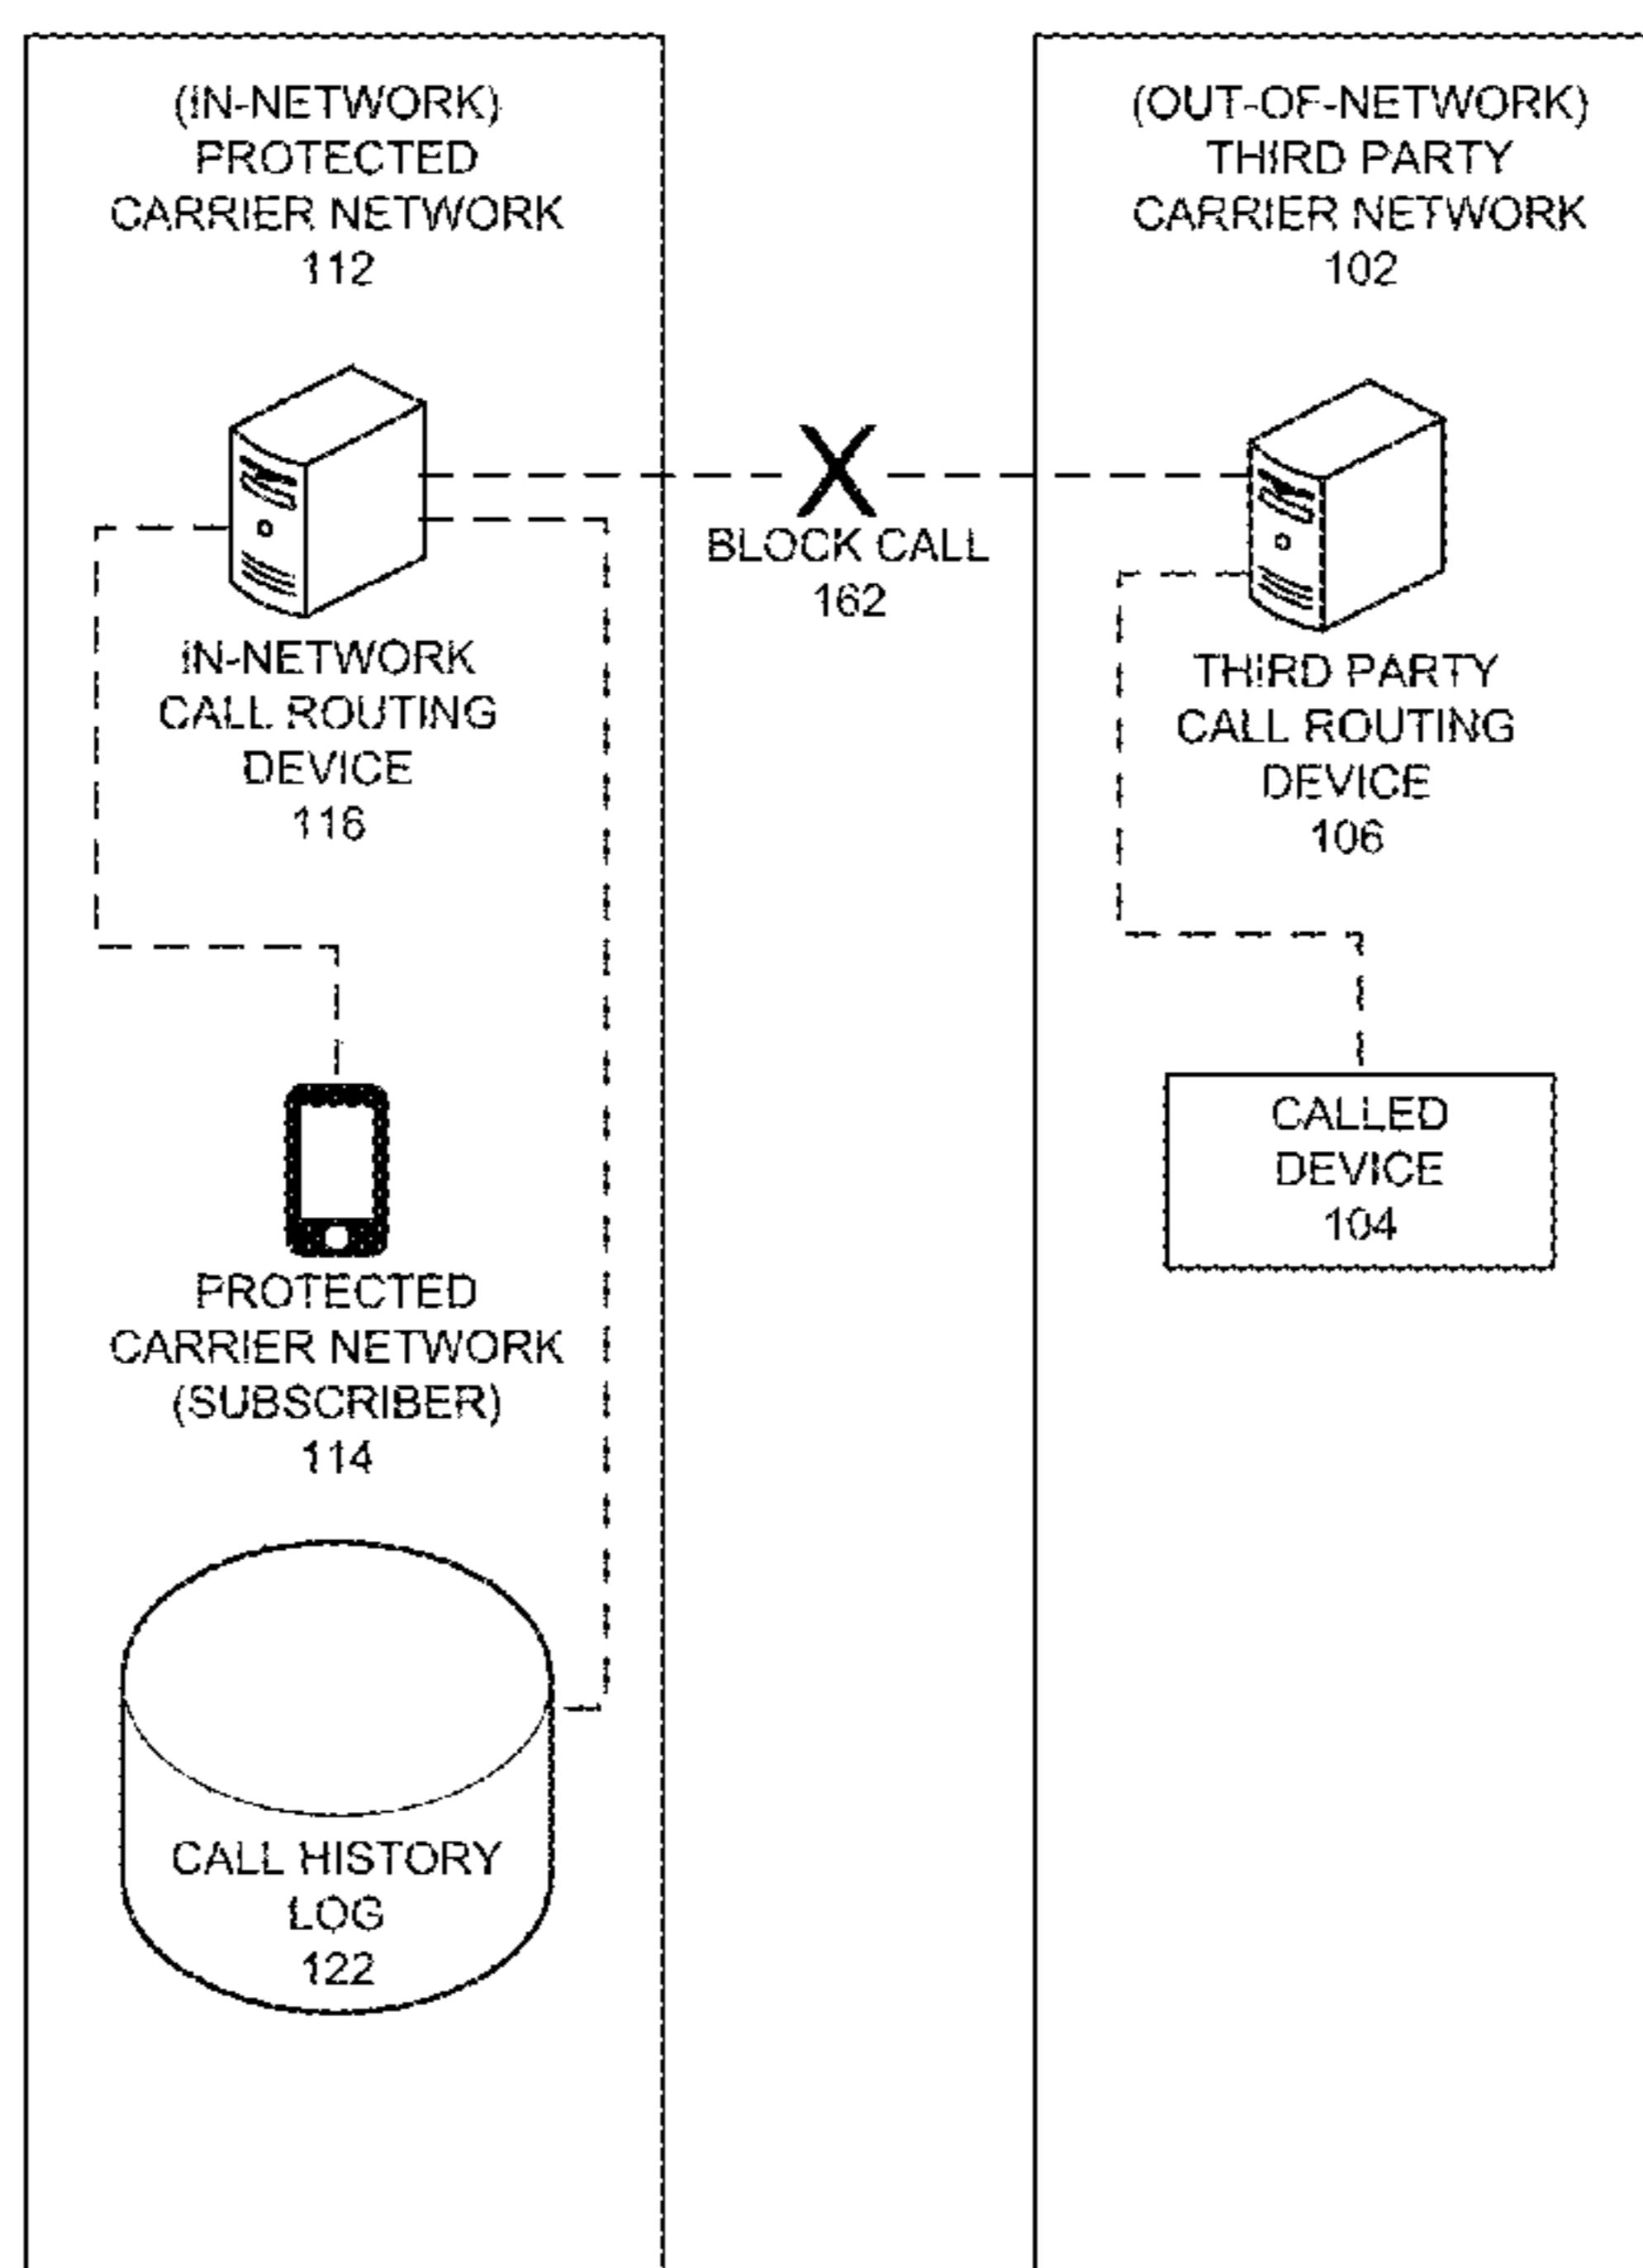 (IN-NETWORK)
PROTECTED
CARRIER NETWORK
112
IN-NETWORK
CALL ROUTING
DEVICE
116
PROTECTED
CARRIER NETWORK
(SUBSCRIBER)
114
CALL HISTORY
LOG
122
BLOCK CALL
162
(OUT-OF-NETWORK)
THIRD PARTY
CARRIER NETWORK
102
THIRD PARTY
CALL ROUTING
DEVICE
106
CALLED
DEVICE
104